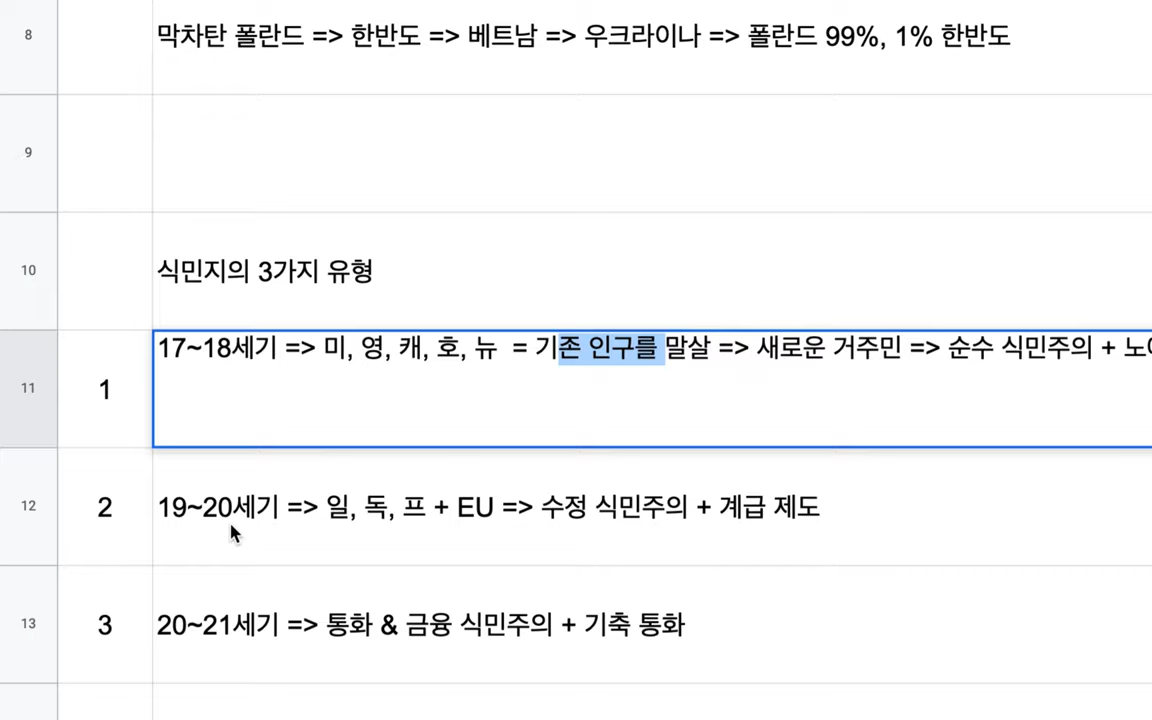 8
막차탄 폴란드 => 한반도 => 베트남 => 우크라이나 => 폴란드 99%, 1% 한반도
9
10
식민지의 3가지 유형
11
1
17~18세기 => 미, 영, 캐, 호, 뉴 = 기존 인구를 말살 => 새로운 거주민 => 순수 식민주의 + 노
12
2
19~20세기 => 일, 독, 프 + EU => 수정 식민주의 + 계급 제도
13
3
20~21세기 => 통화 & 금융 식민주의 + 기축 통화